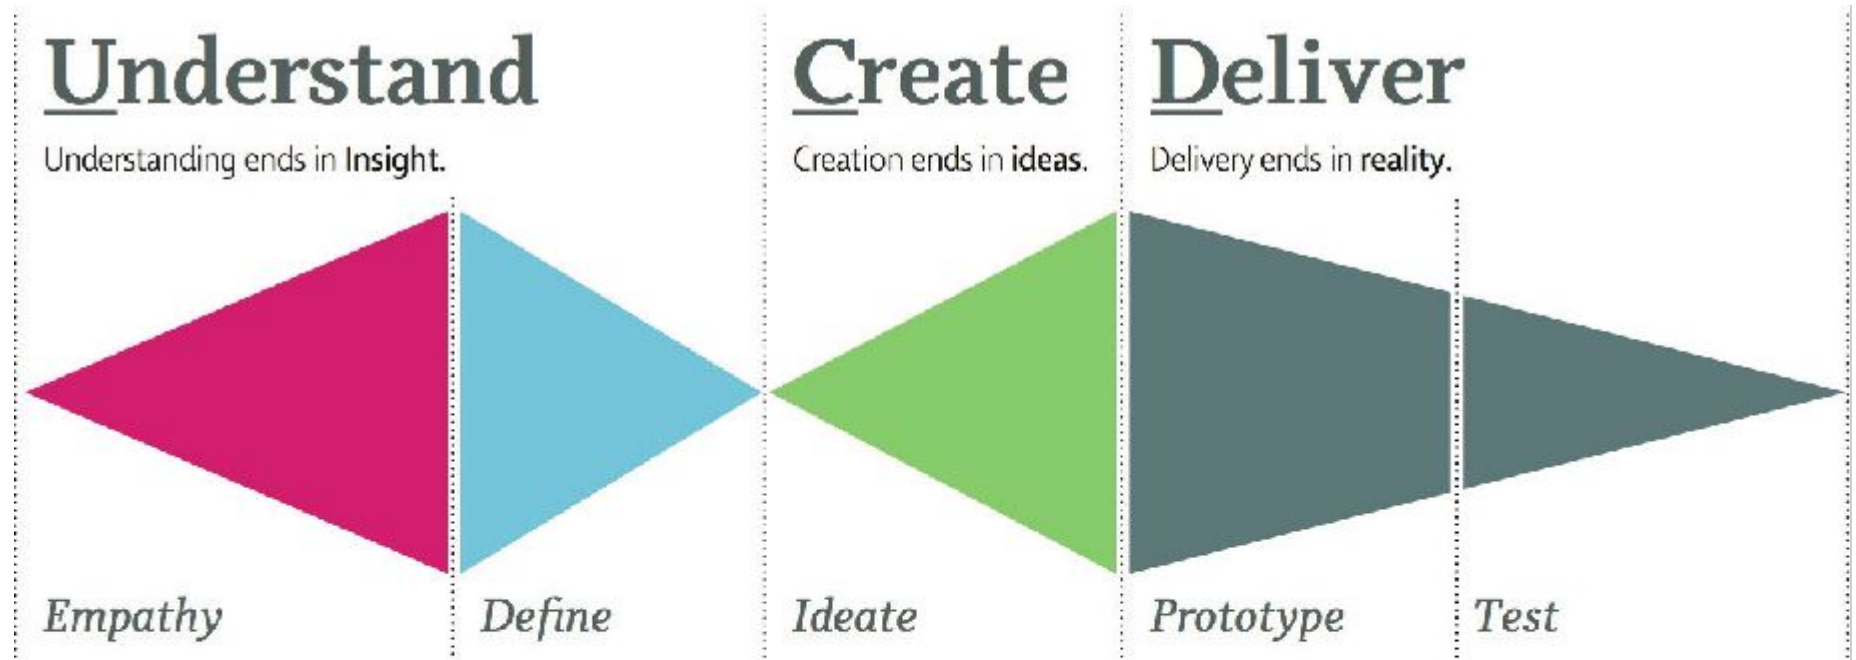 Understand
Create
Deliver
Understanding ends in Insight.
Creation ends in ideas.
Delivery ends in reality.
Empathy
Define
Ideate
Prototype
Test